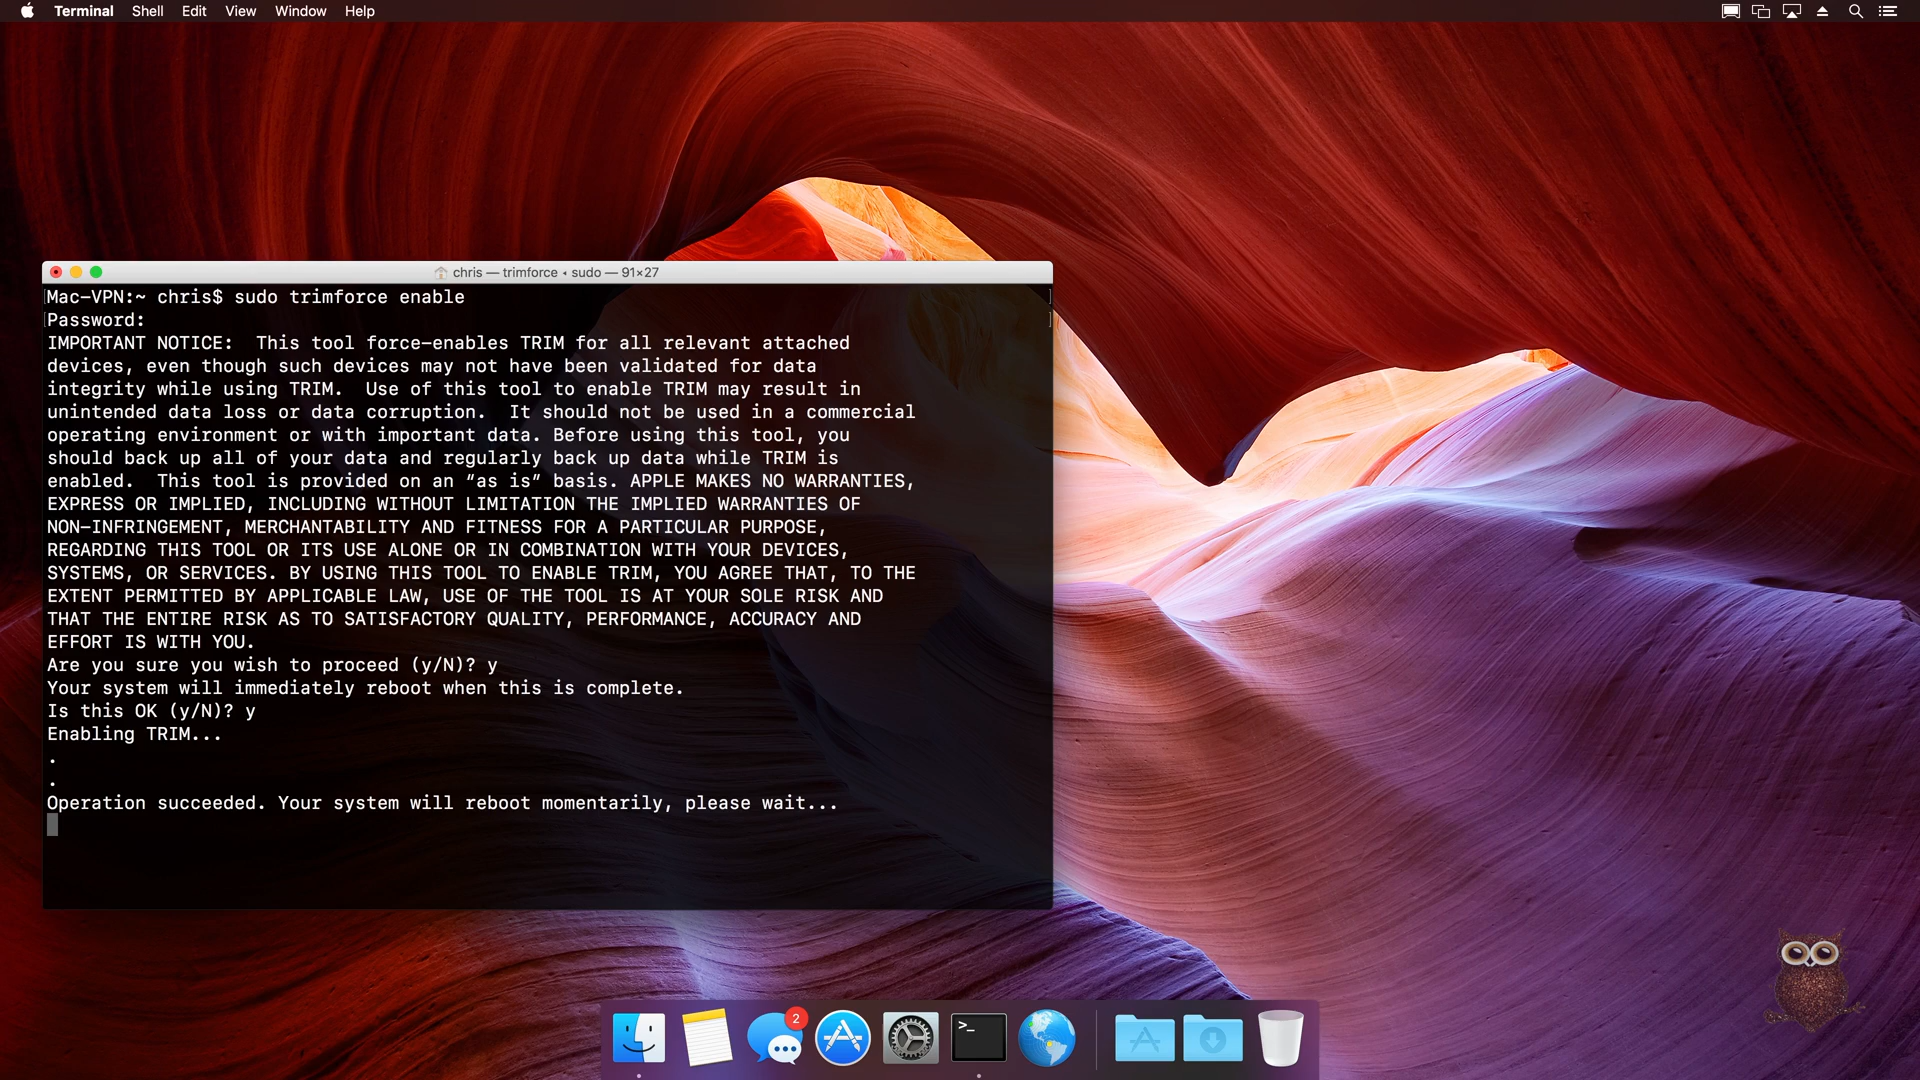 Terminal Shell Edit View Window Help
chris — trimforce ◂ sudo — 91×27
Mac-VPN:~ chris$ sudo trimforce enable
Password:
IMPORTANT NOTICE:  This tool force-enables TRIM for all relevant attached
devices, even though such devices may not have been validated for data
integrity while using TRIM.  Use of this tool to enable TRIM may result in
unintended data loss or data corruption.  It should not be used in a commercial
operating environment or with important data. Before using this tool, you
should back up all of your data and regularly back up data while TRIM is
enabled.  This tool is provided on an “as is” basis. APPLE MAKES NO WARRANTIES,
EXPRESS OR IMPLIED, INCLUDING WITHOUT LIMITATION THE IMPLIED WARRANTIES OF
NON-INFRINGEMENT, MERCHANTABILITY AND FITNESS FOR A PARTICULAR PURPOSE,
REGARDING THIS TOOL OR ITS USE ALONE OR IN COMBINATION WITH YOUR DEVICES,
SYSTEMS, OR SERVICES. BY USING THIS TOOL TO ENABLE TRIM, YOU AGREE THAT, TO THE
EXTENT PERMITTED BY APPLICABLE LAW, USE OF THE TOOL IS AT YOUR SOLE RISK AND
THAT THE ENTIRE RISK AS TO SATISFACTORY QUALITY, PERFORMANCE, ACCURACY AND
EFFORT IS WITH YOU.
Are you sure you wish to proceed (y/N)? y
Your system will immediately reboot when this is complete.
Is this OK (y/N)? y
Enabling TRIM...
.
.
Operation succeeded. Your system will reboot momentarily, please wait...
2
>_